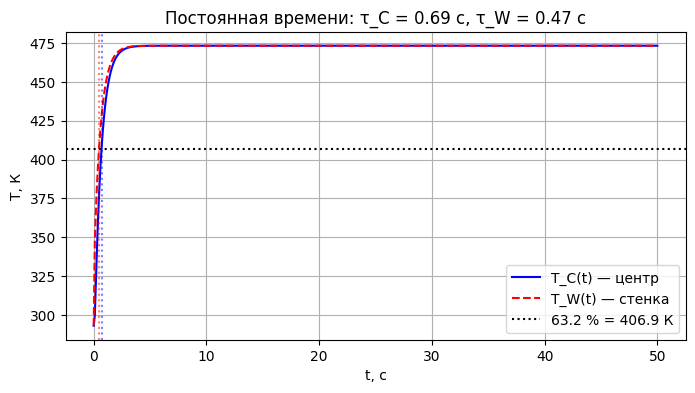 Постоянная времени: τ_C = 0.69 с, τ_W = 0.47 с
T, К
475
450
425
400
375
350
325
300
T_C(t) — центр
T_W(t) — стенка
63.2 % = 406.9 К
0
10
20
30
40
50
t, с